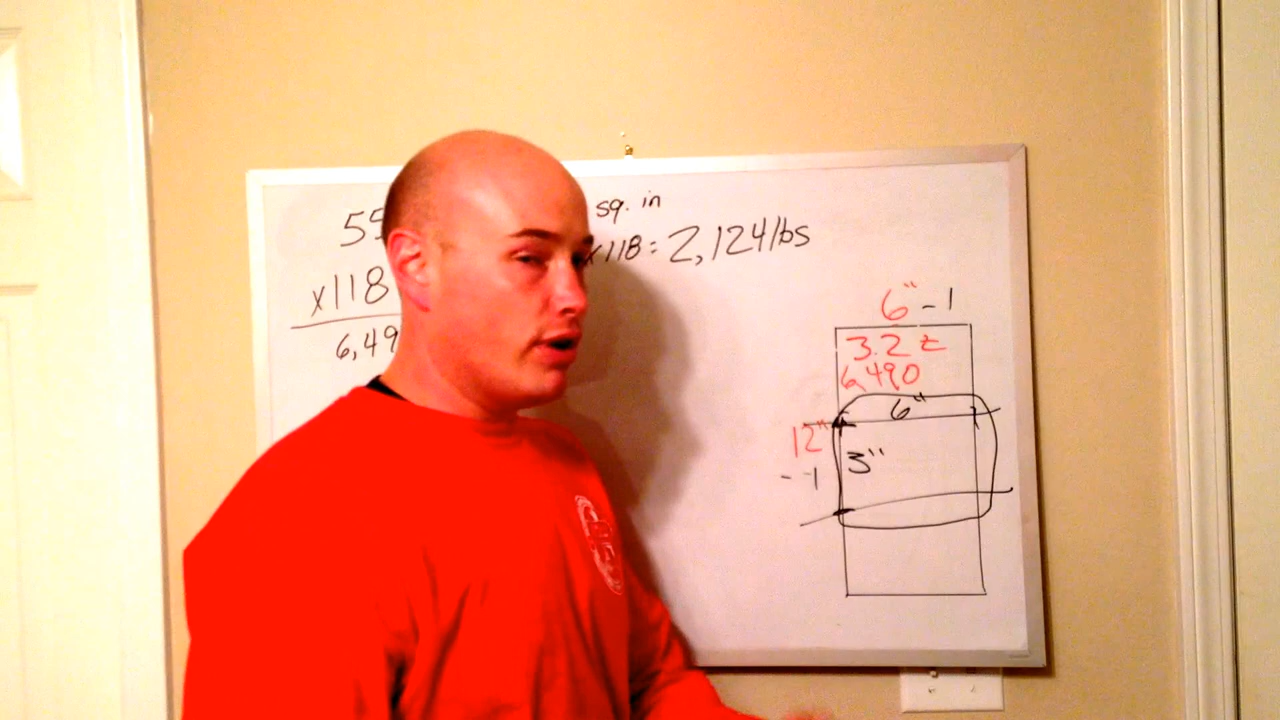 55
sq. in
x118
x118 = 2,124 lbs
6,49
6" - 1
3.2 t
6,490
6"
12"
3"
- 1